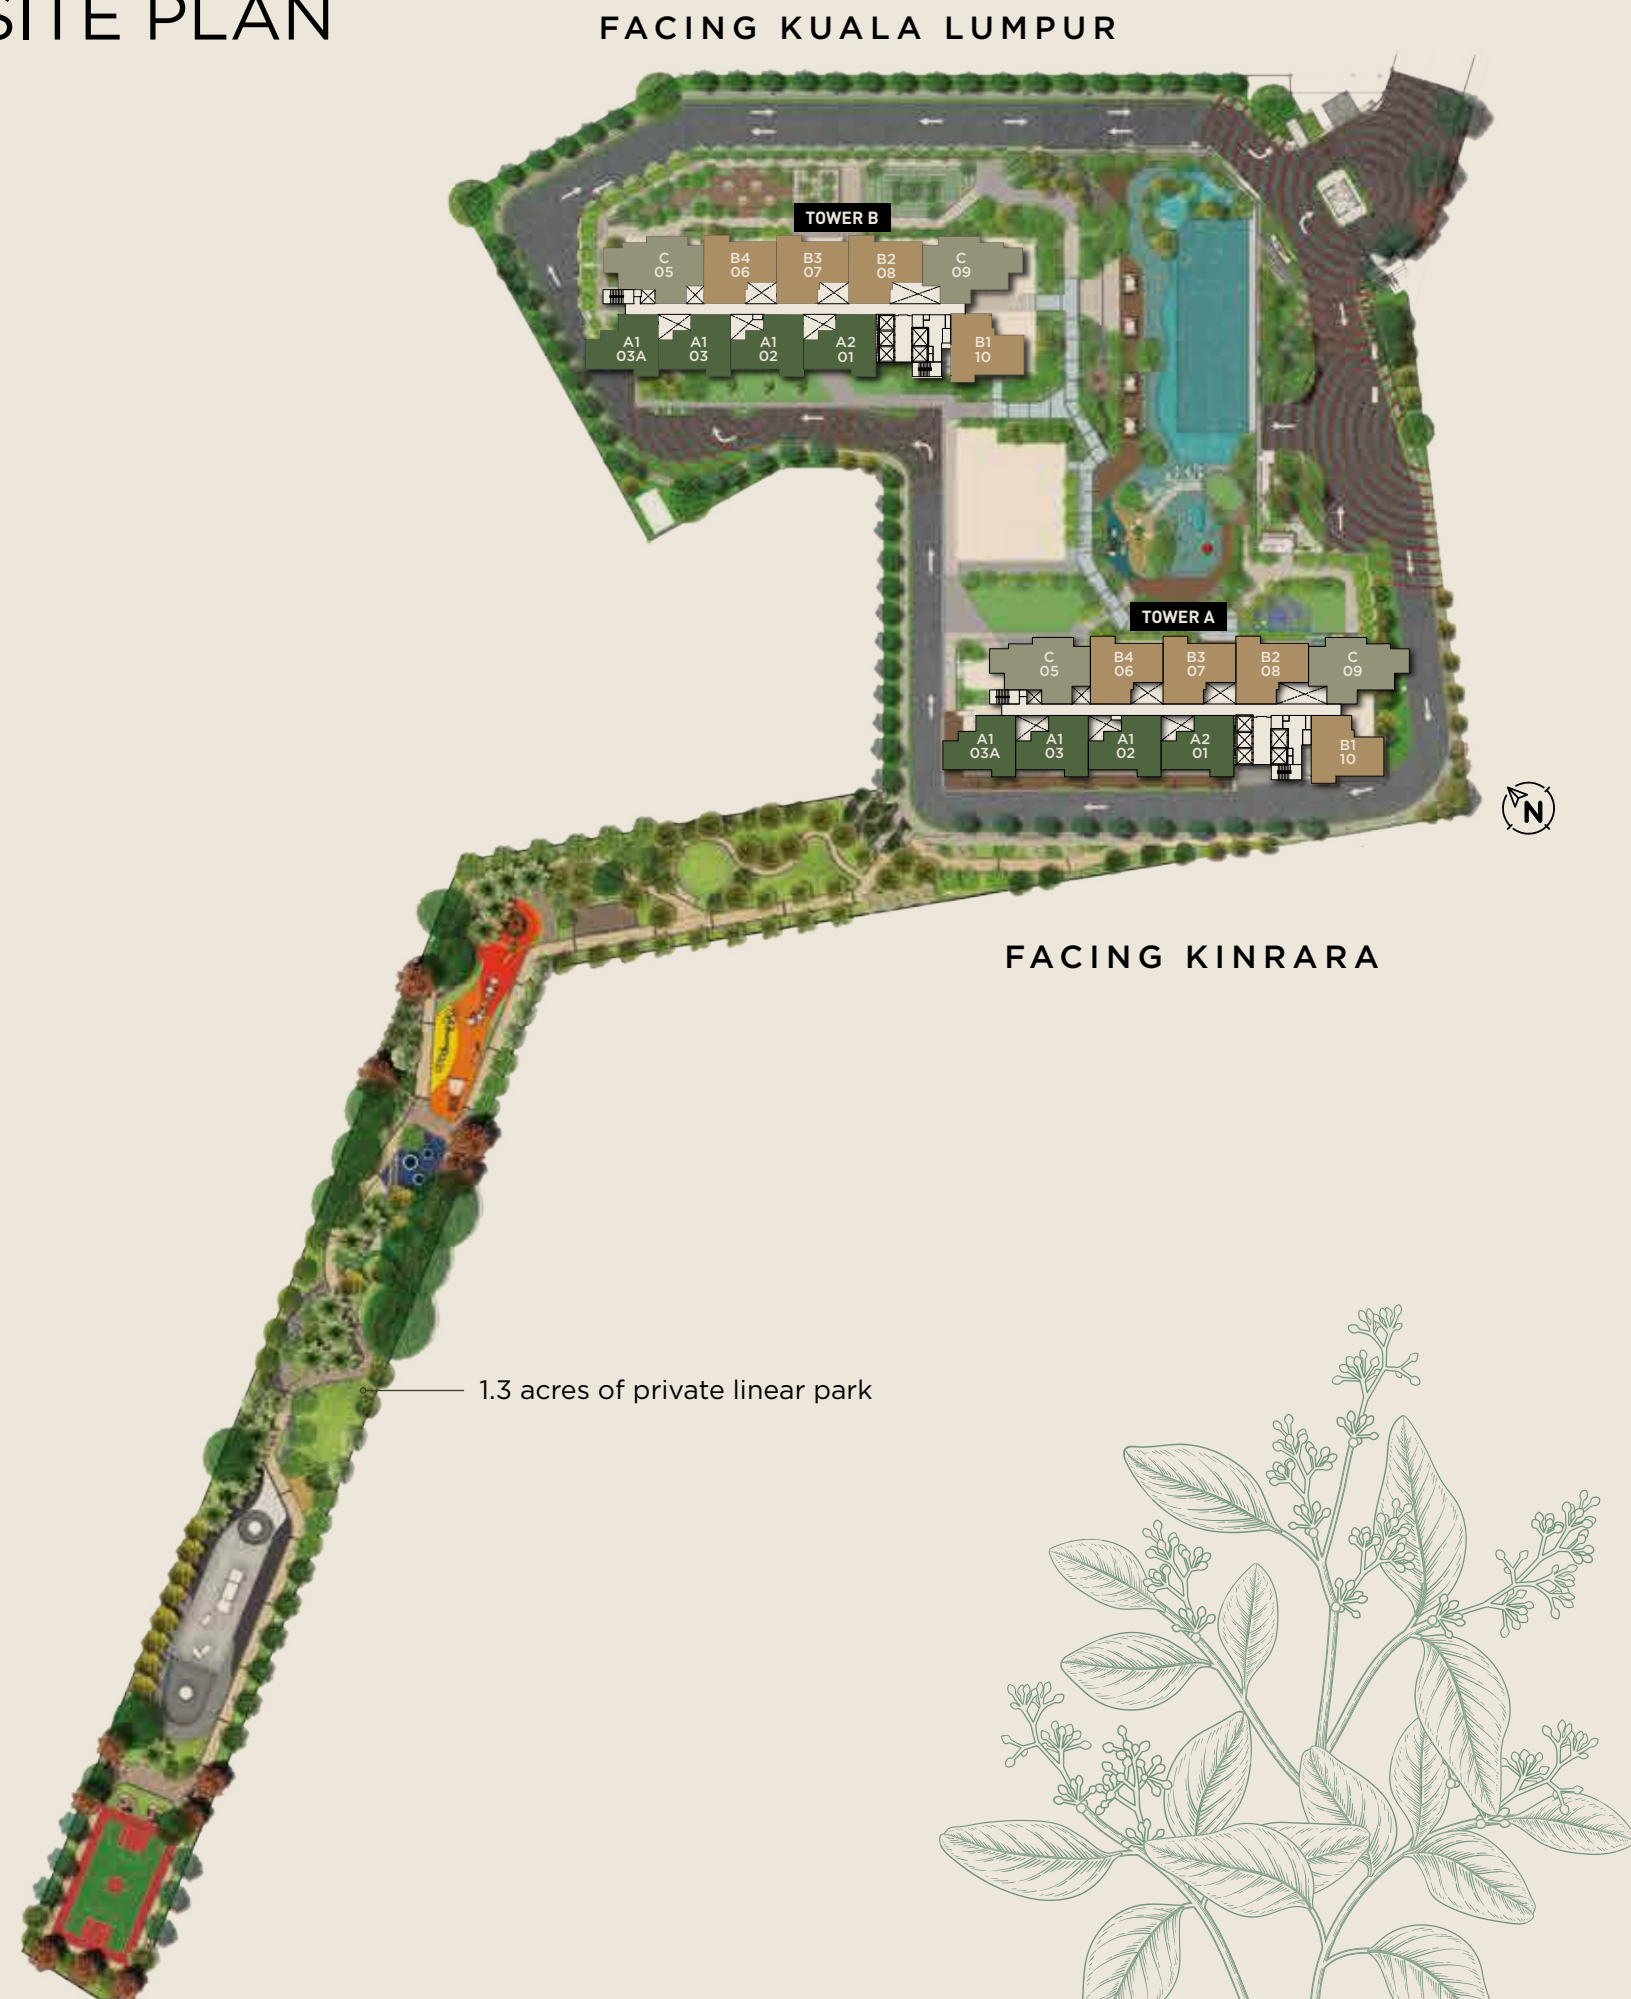 SITE PLAN
FACING KUALA LUMPUR
TOWER B
C
05
B4
06
B3
07
B2
08
C
09
A1
03A
A1
03
A1
02
A2
01
B1
10
TOWER A
C
05
B4
06
B3
07
B2
08
C
09
A1
03A
A1
03
A1
02
A2
01
B1
10
N
FACING KINRARA
1.3 acres of private linear park